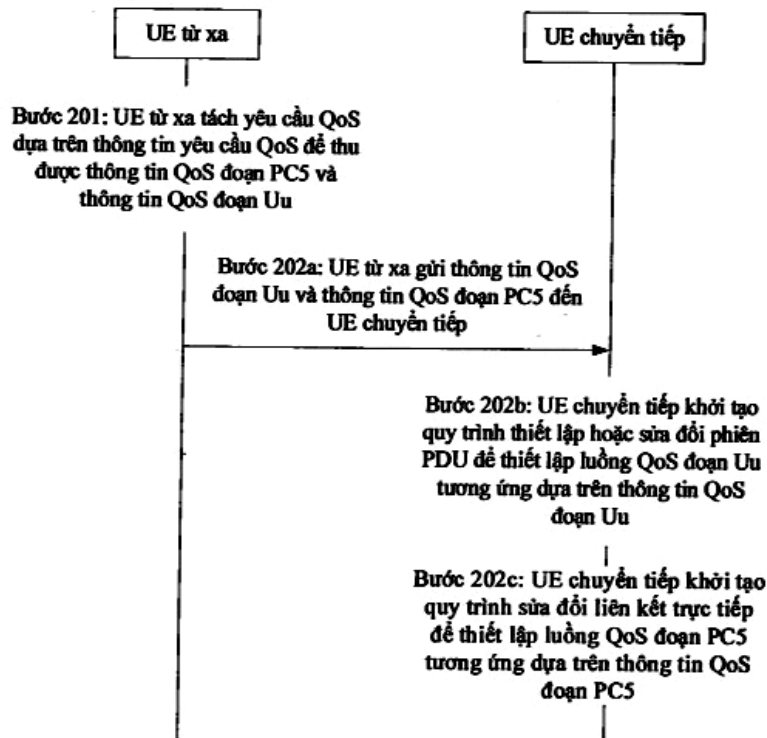 UE từ xa
UE chuyển tiếp
Bước 201: UE từ xa tách yêu cầu QoS
dựa trên thông tin yêu cầu QoS để thu
được thông tin QoS đoạn PC5 và
thông tin QoS đoạn Uu
Bước 202a: UE từ xa gửi thông tin QoS
đoạn Uu và thông tin QoS đoạn PC5 đến
UE chuyển tiếp
Bước 202b: UE chuyển tiếp khởi tạo
quy trình thiết lập hoặc sửa đổi phiên
PDU để thiết lập luồng QoS đoạn Uu
tương ứng dựa trên thông tin QoS
đoạn Uu
Bước 202c: UE chuyển tiếp khởi tạo
quy trình sửa đổi liên kết trực tiếp
để thiết lập luồng QoS đoạn PC5
tương ứng dựa trên thông tin QoS
đoạn PC5